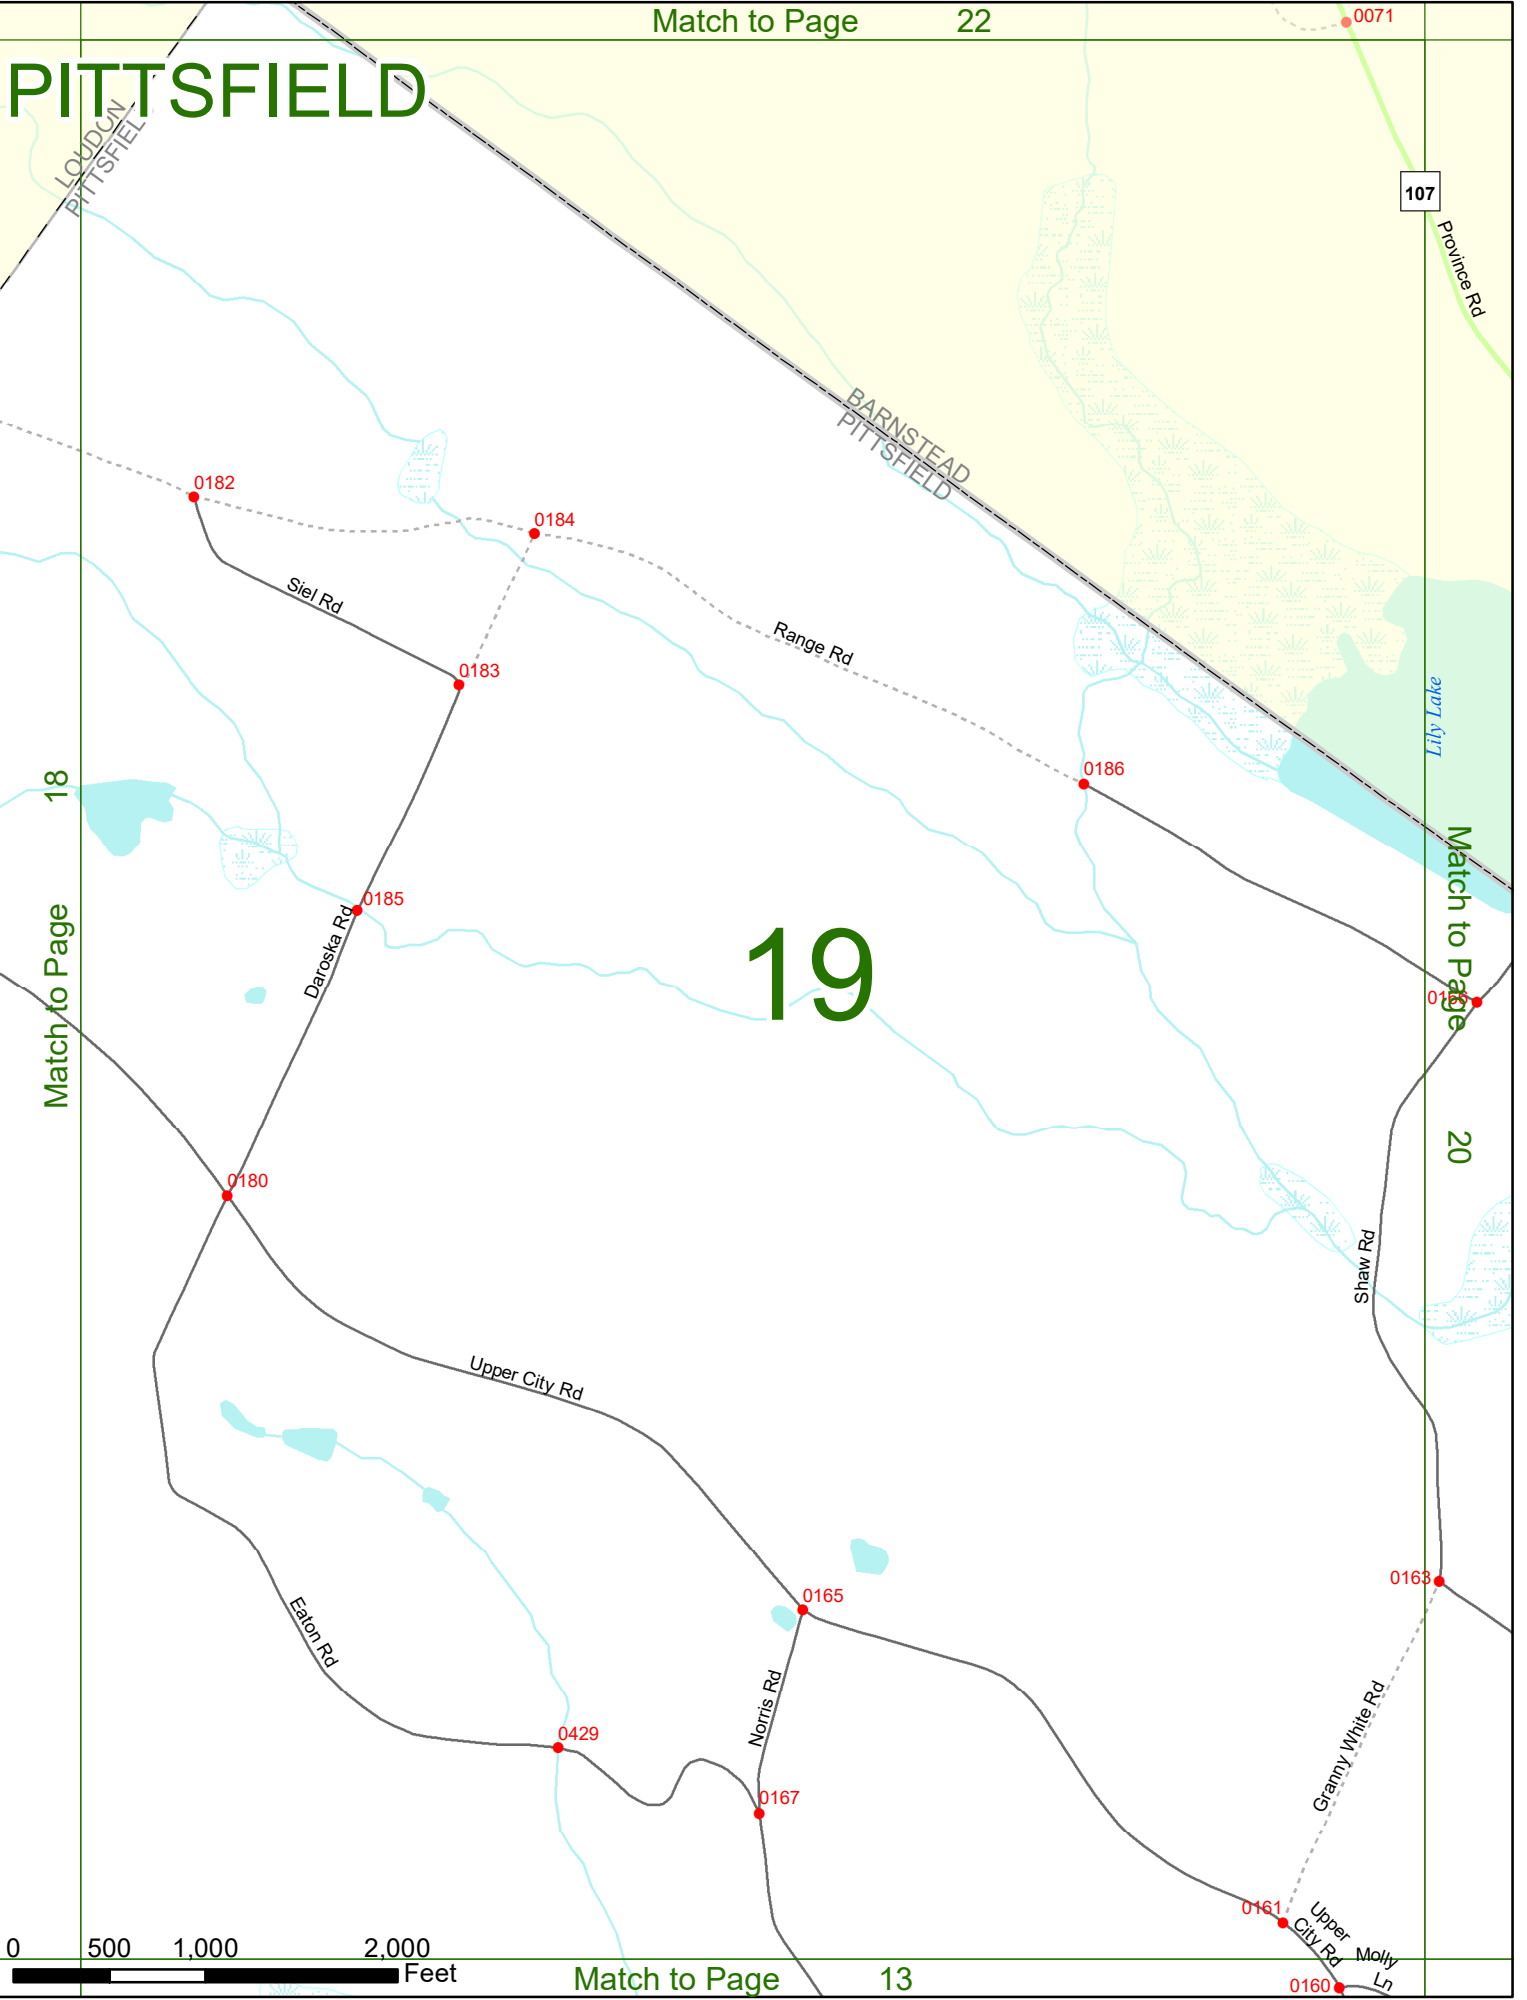 Match to Page 22
0071
PITTSFIELD
LOUDON
PITTSFIEL
107
Province Rd
BARNSTEAD
PITTSFIELD
0182
0184
Siel Rd
Range Rd
0183
Lily Lake
0186
Match to Page 18
0185
Daroska Rd
19
Match to Page 20
0180
Shaw Rd
Upper City Rd
0163
0165
Eaton Rd
Norris Rd
Granny White Rd
0429
0167
0161
Upper
City Rd
Molly
Ln
0160
0 500 1,000 2,000
Feet
Match to Page 13